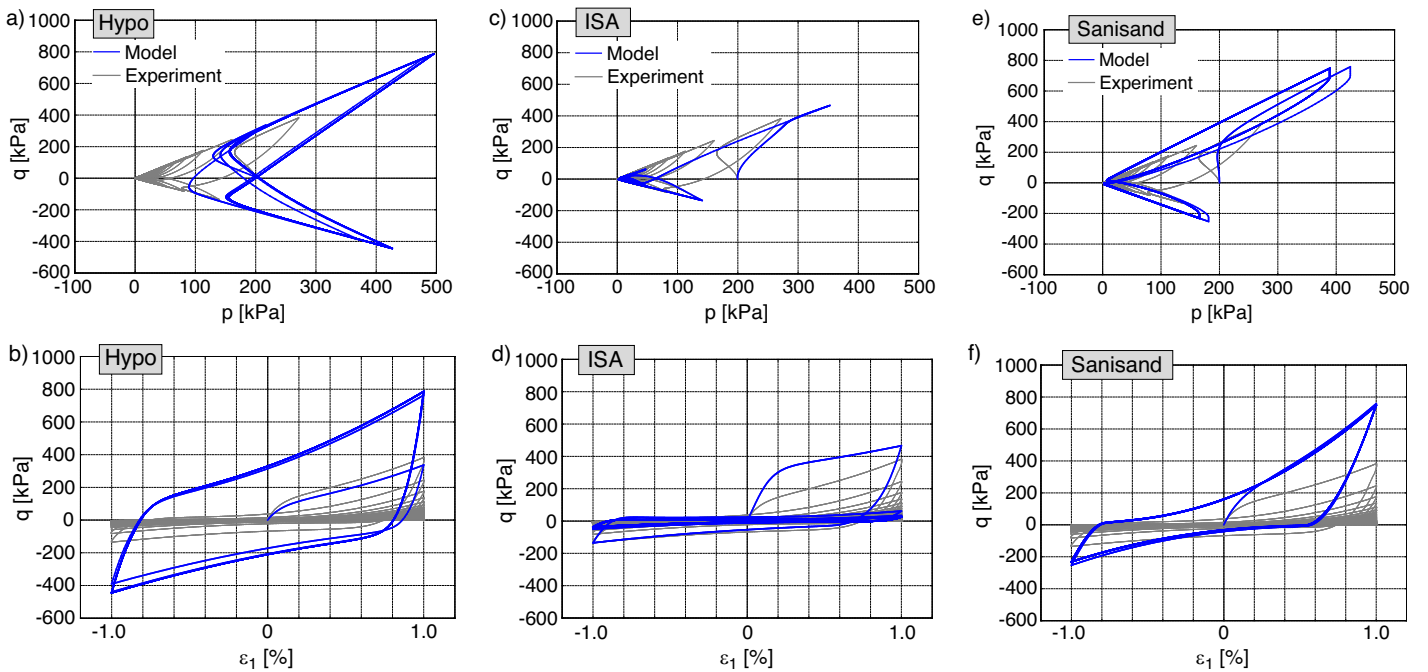 a)
Hypo
1000
800
600
400
200
0
-200
-400
-600
q [kPa]
Model
Experiment
-100
0
100
200
300
400
500
p [kPa]
c)
ISA
1000
800
600
400
200
0
-200
-400
-600
q [kPa]
Model
Experiment
-100
0
100
200
300
400
500
p [kPa]
e)
Sanisand
1000
800
600
400
200
0
-200
-400
-600
q [kPa]
Model
Experiment
-100
0
100
200
300
400
500
p [kPa]
b)
Hypo
1000
800
600
400
200
0
-200
-400
-600
q [kPa]
-1.0
0
1.0
ε1 [%]
d)
ISA
1000
800
600
400
200
0
-200
-400
-600
q [kPa]
-1.0
0
1.0
ε1 [%]
f)
Sanisand
1000
800
600
400
200
0
-200
-400
-600
q [kPa]
-1.0
0
1.0
ε1 [%]